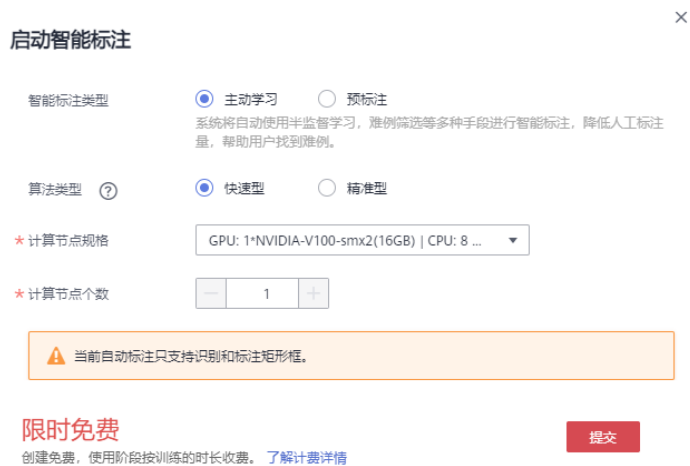 启动智能标注
智能标注类型 主动学习 预标注
系统将自动使用半监督学习，难例筛选等多种手段进行智能标注，降低人工标注
量，帮助用户找到难例。
算法类型 ? 快速型 精准型
* 计算节点规格 GPU: 1*NVIDIA-V100-smx2(16GB) | CPU: 8 ...
* 计算节点个数 1
当前自动标注只支持识别和标注矩形框。
限时免费
提交
创建免费，使用阶段按训练的时长收费。 了解计费详情